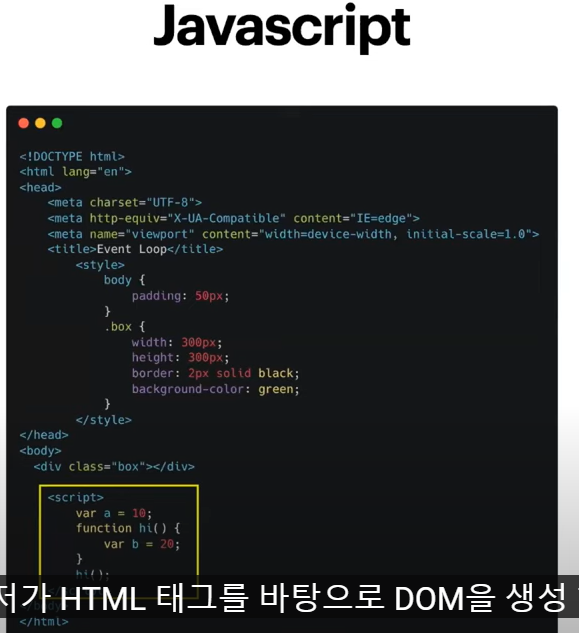 Javascript
<!DOCTYPE html>
<html lang="en">
<head>
<meta charset="UTF-8">
<meta http-equiv="X-UA-Compatible" content="IE=edge">
<meta name="viewport" content="width=device-width, initial-scale=1.0">
<title>Event Loop</title>
<style>
body {
padding: 50px;
}
.box {
width: 300px;
height: 300px;
border: 2px solid black;
background-color: green;
}
</style>
</head>
<body>
<div class="box"></div>
<script>
var a = 10;
function hi() {
var b = 20;
}
hi();
저가 HTML 태그를 바탕으로 DOM을 생성
</html>